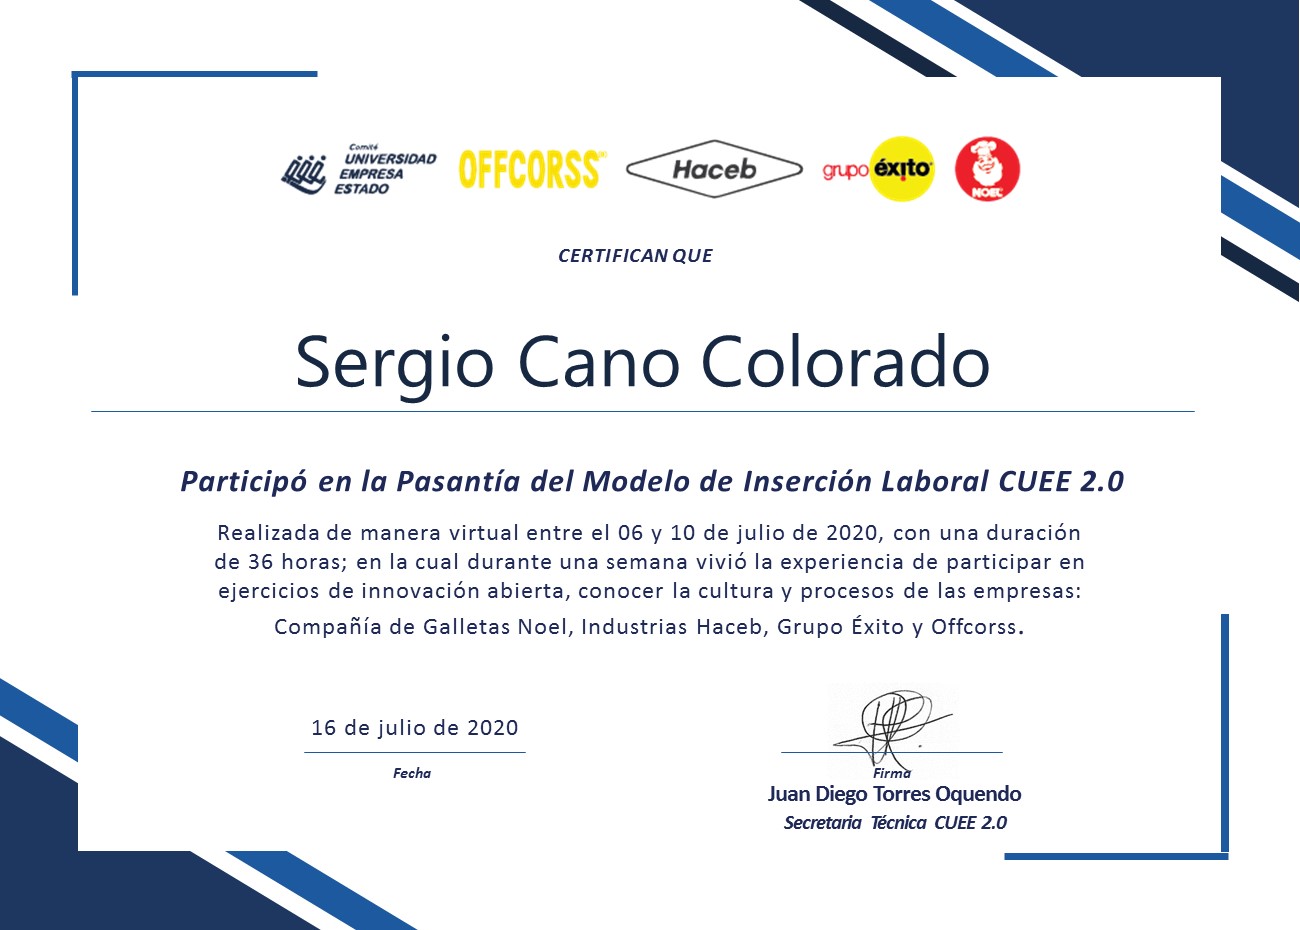 Comité
UNIVERSIDAD
EMPRESA
ESTADO
OFFCORSS
Haceb
grupo éxito
NOEL
CERTIFICAN QUE
Sergio Cano Colorado
Participó en la Pasantía del Modelo de Inserción Laboral CUEE 2.0
Realizada de manera virtual entre el 06 y 10 de julio de 2020, con una duración
de 36 horas; en la cual durante una semana vivió la experiencia de participar en
ejercicios de innovación abierta, conocer la cultura y procesos de las empresas:
Compañía de Galletas Noel, Industrias Haceb, Grupo Éxito y Offcorss.
16 de julio de 2020
Fecha
Firma
Juan Diego Torres Oquendo
Secretaria Técnica CUEE 2.0